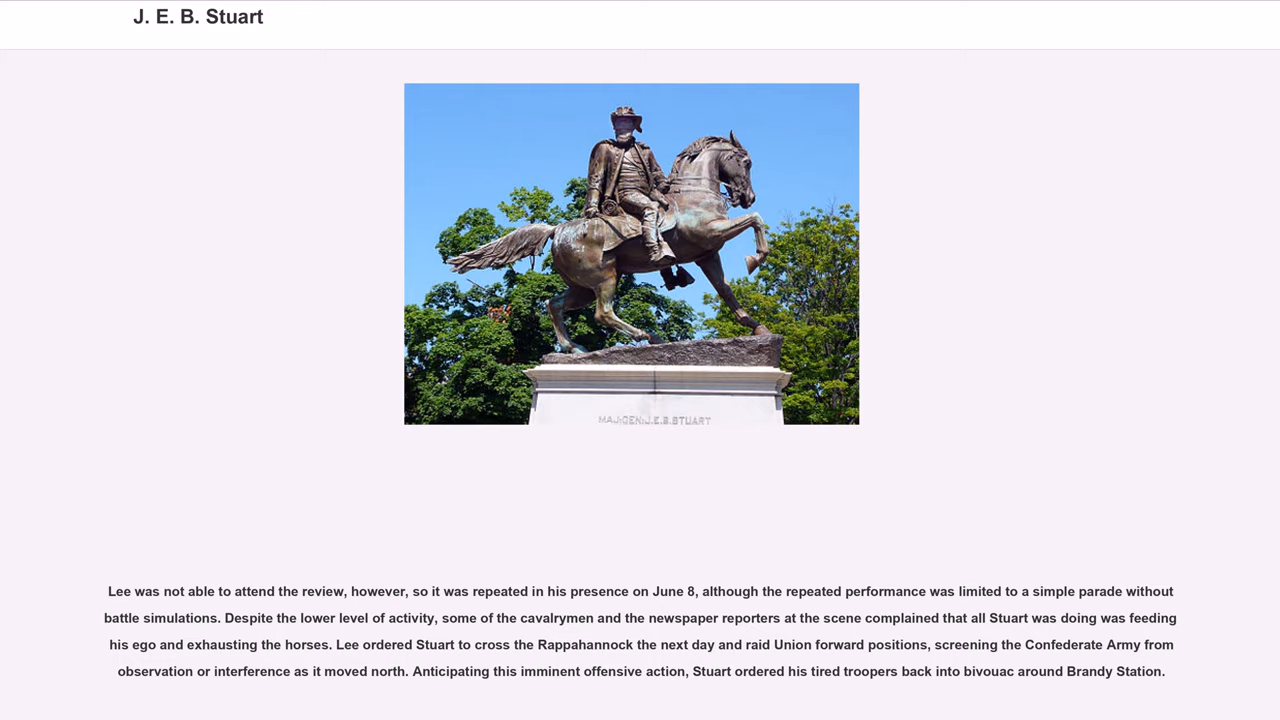 J. E. B. Stuart
MAJ.GEN.J.E.B.STUART
Lee was not able to attend the review, however, so it was repeated in his presence on June 8, although the repeated performance was limited to a simple parade without
battle simulations. Despite the lower level of activity, some of the cavalrymen and the newspaper reporters at the scene complained that all Stuart was doing was feeding
his ego and exhausting the horses. Lee ordered Stuart to cross the Rappahannock the next day and raid Union forward positions, screening the Confederate Army from
observation or interference as it moved north. Anticipating this imminent offensive action, Stuart ordered his tired troopers back into bivouac around Brandy Station.